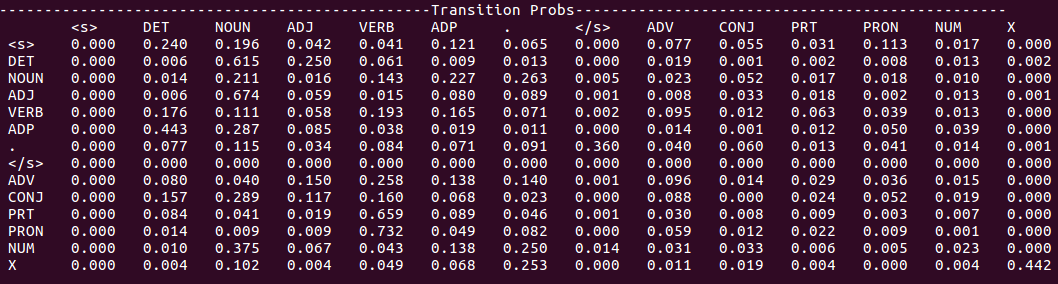 --------------------------------------------------Transition Probs--------------------------------------------------
<s> DET NOUN ADJ VERB ADP . </s> ADV CONJ PRT PRON NUM X
<s> 0.000 0.240 0.196 0.042 0.041 0.121 0.065 0.000 0.077 0.055 0.031 0.113 0.017 0.000
DET 0.000 0.006 0.615 0.250 0.061 0.009 0.013 0.000 0.019 0.001 0.002 0.008 0.013 0.002
NOUN 0.000 0.014 0.211 0.016 0.143 0.227 0.263 0.005 0.023 0.052 0.017 0.018 0.010 0.000
ADJ 0.000 0.006 0.674 0.059 0.015 0.080 0.089 0.001 0.008 0.033 0.018 0.002 0.013 0.001
VERB 0.000 0.176 0.111 0.058 0.193 0.165 0.071 0.002 0.095 0.012 0.063 0.039 0.013 0.000
ADP 0.000 0.443 0.287 0.085 0.038 0.019 0.011 0.000 0.014 0.001 0.012 0.050 0.039 0.000
. 0.000 0.077 0.115 0.034 0.084 0.071 0.091 0.360 0.040 0.060 0.013 0.041 0.014 0.001
</s> 0.000 0.000 0.000 0.000 0.000 0.000 0.000 0.000 0.000 0.000 0.000 0.000 0.000 0.000
ADV 0.000 0.080 0.040 0.150 0.258 0.138 0.140 0.001 0.096 0.014 0.029 0.036 0.015 0.000
CONJ 0.000 0.157 0.289 0.117 0.160 0.068 0.023 0.000 0.088 0.000 0.024 0.052 0.019 0.000
PRT 0.000 0.084 0.041 0.019 0.659 0.089 0.046 0.001 0.030 0.008 0.009 0.003 0.007 0.000
PRON 0.000 0.014 0.009 0.009 0.732 0.049 0.082 0.000 0.059 0.012 0.022 0.009 0.001 0.000
NUM 0.000 0.010 0.375 0.067 0.043 0.138 0.250 0.014 0.031 0.033 0.006 0.005 0.023 0.000
X 0.000 0.004 0.102 0.004 0.049 0.068 0.253 0.000 0.011 0.019 0.004 0.000 0.004 0.442